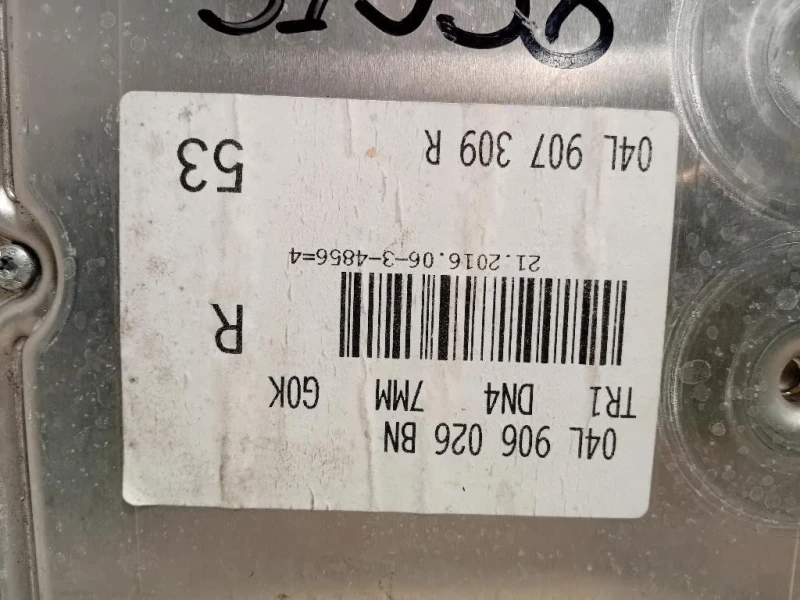 04L 906 026 BN
TR1 DN4 7MM G0K
R
21.2016.06-3-4856=4
04L 907 309 R
53